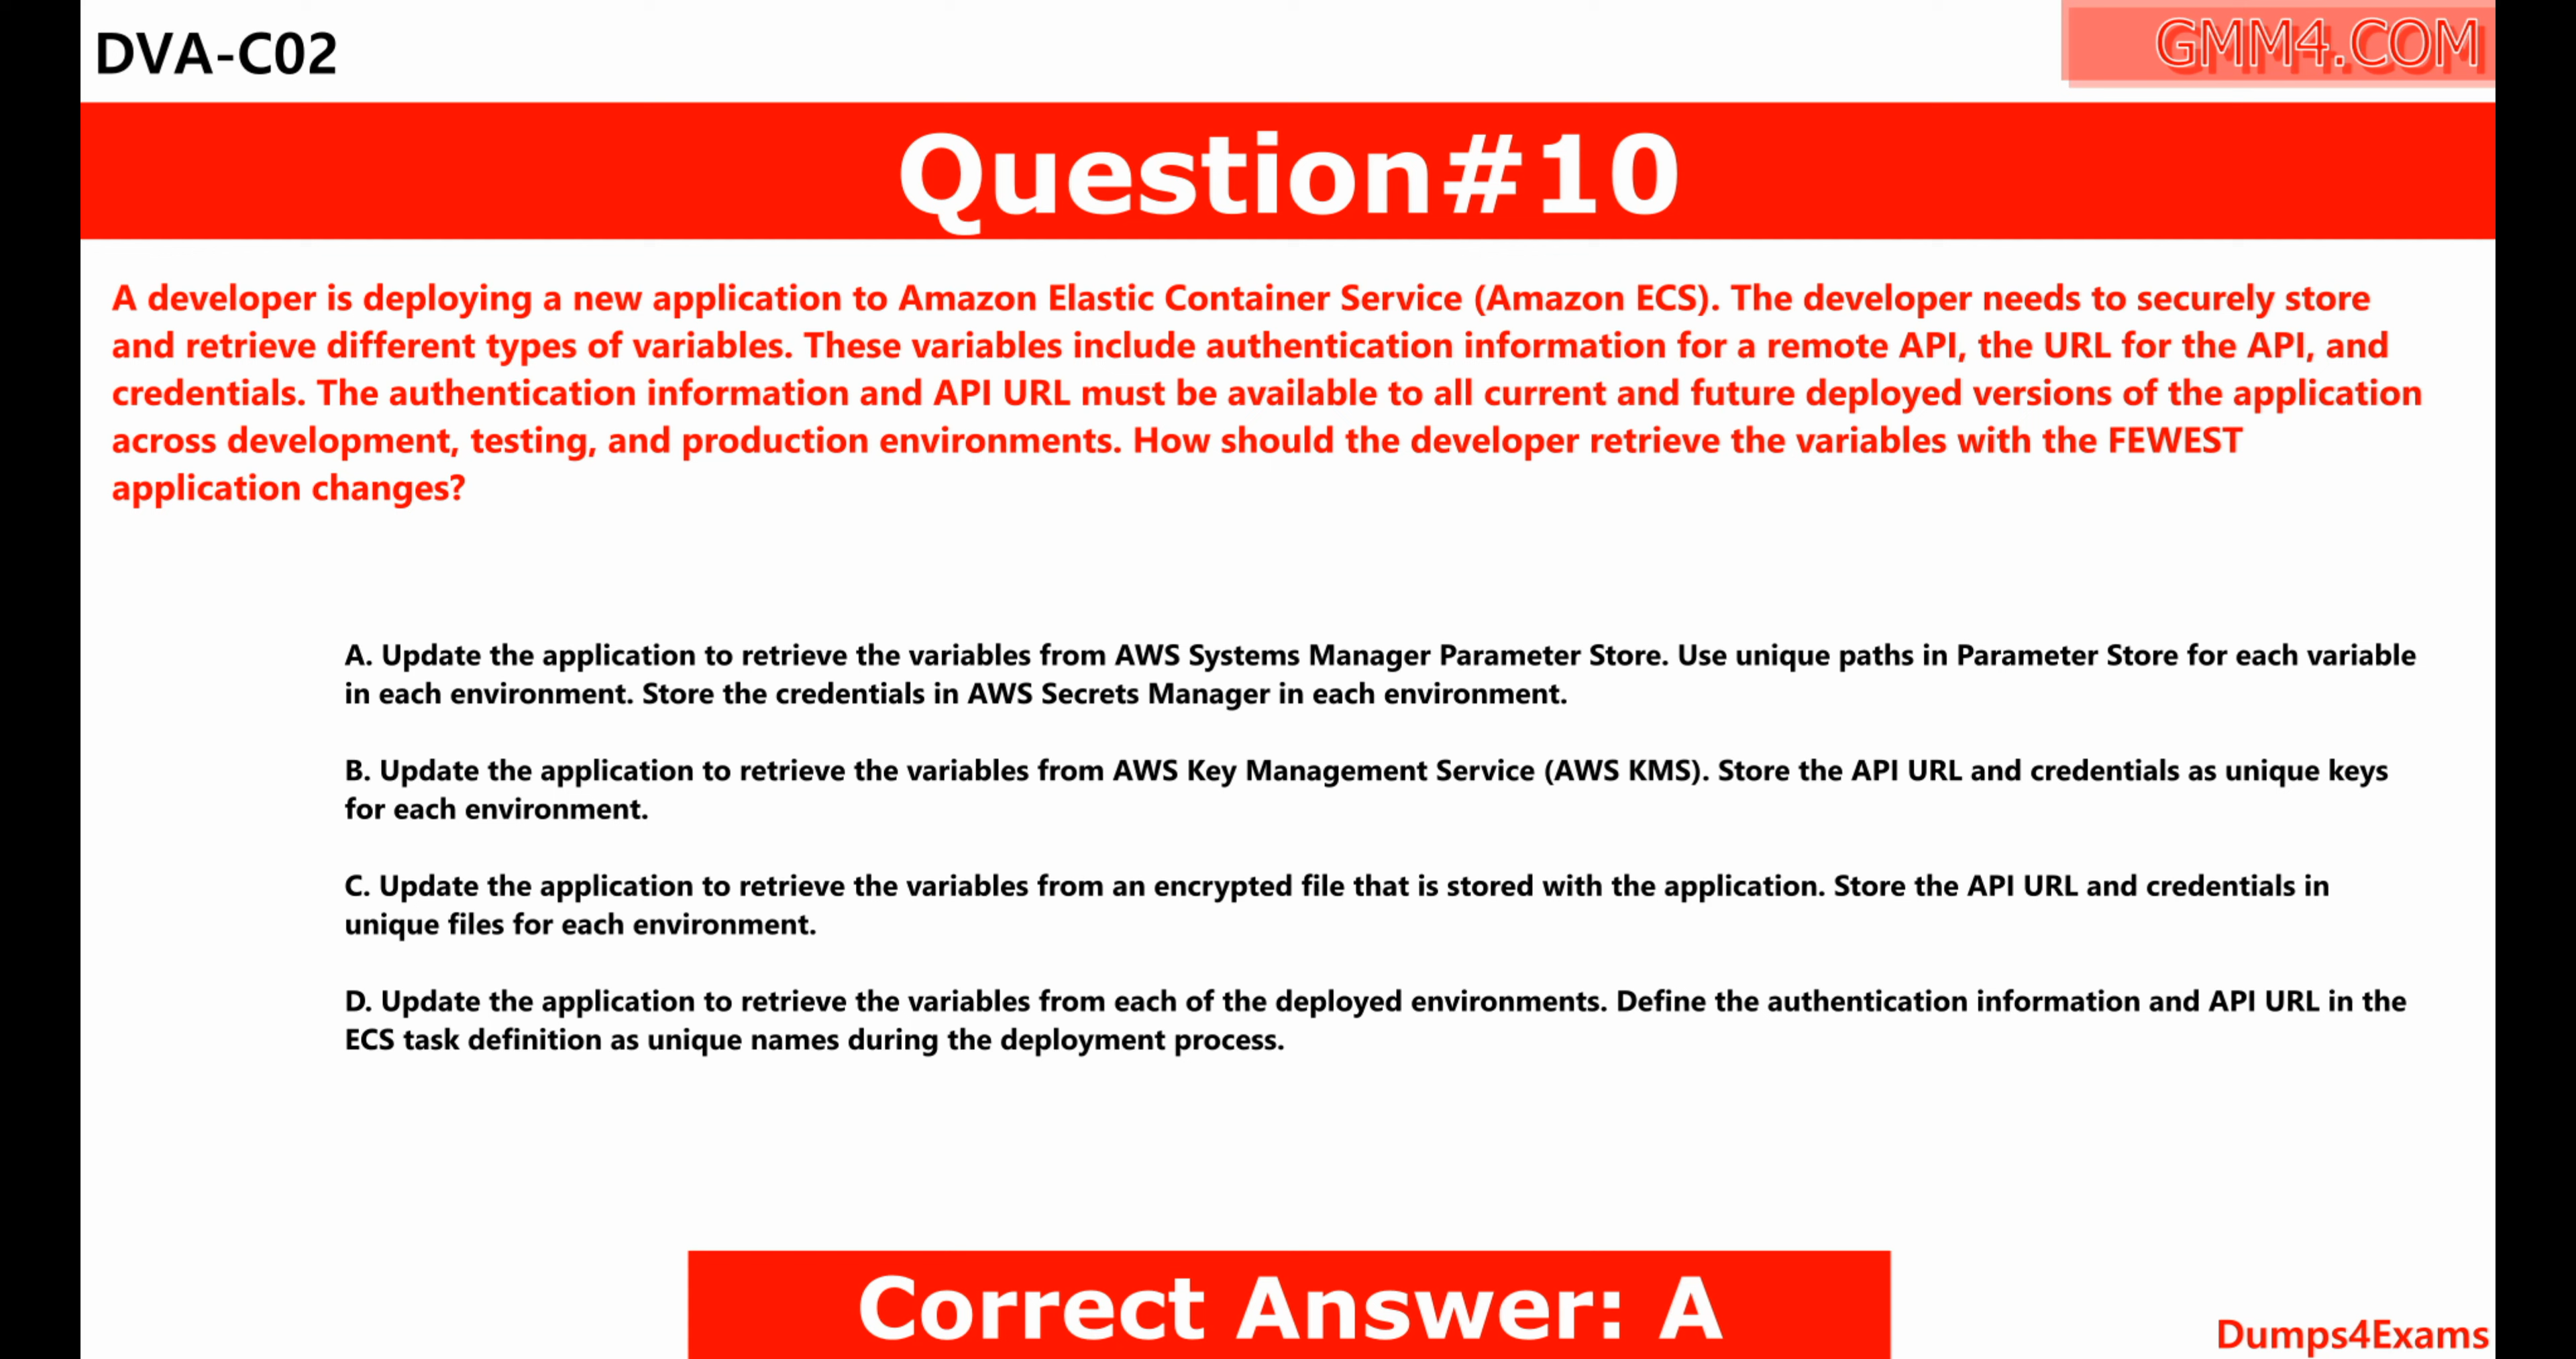 DVA-C02
GMM4.COM
Question#10
A developer is deploying a new application to Amazon Elastic Container Service (Amazon ECS). The developer needs to securely store
and retrieve different types of variables. These variables include authentication information for a remote API, the URL for the API, and
credentials. The authentication information and API URL must be available to all current and future deployed versions of the application
across development, testing, and production environments. How should the developer retrieve the variables with the FEWEST
application changes?
A. Update the application to retrieve the variables from AWS Systems Manager Parameter Store. Use unique paths in Parameter Store for each variable
in each environment. Store the credentials in AWS Secrets Manager in each environment.
B. Update the application to retrieve the variables from AWS Key Management Service (AWS KMS). Store the API URL and credentials as unique keys
for each environment.
C. Update the application to retrieve the variables from an encrypted file that is stored with the application. Store the API URL and credentials in
unique files for each environment.
D. Update the application to retrieve the variables from each of the deployed environments. Define the authentication information and API URL in the
ECS task definition as unique names during the deployment process.
Correct Answer: A
Dumps4Exams